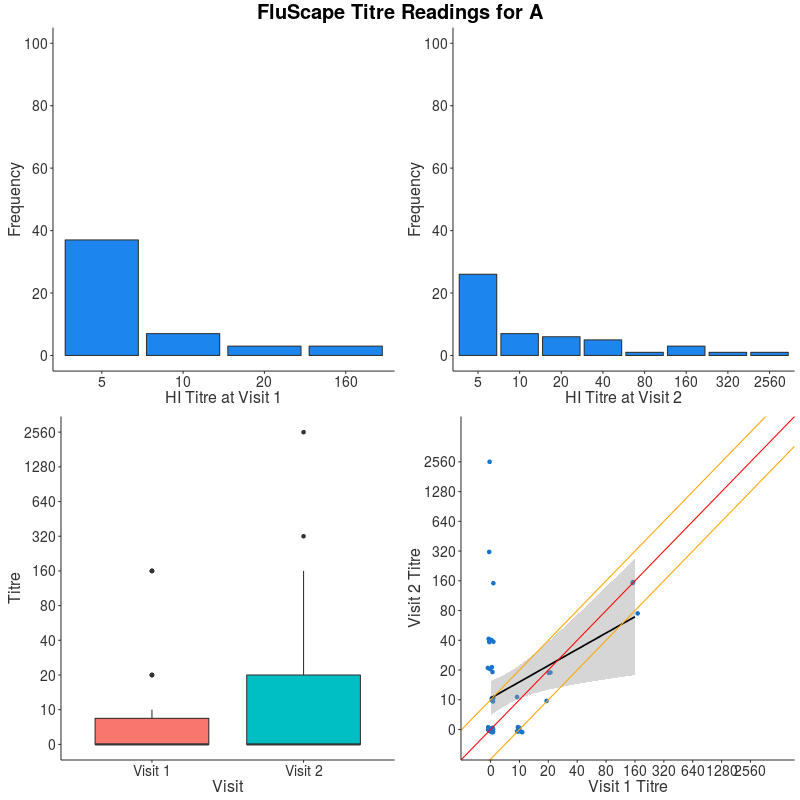 FluScape Titre Readings for A
100
80
60
40
20
0
Frequency
5 10 20 160
HI Titre at Visit 1
100
80
60
40
20
0
Frequency
5 10 20 40 80 160 320 2560
HI Titre at Visit 2
2560
1280
640
320
160
80
40
20
10
0
Titre
Visit 1 Visit 2
Visit
2560
1280
640
320
160
80
40
20
10
0
Visit 2 Titre
0 10 20 40 80 160 320 640 1280 2560
Visit 1 Titre